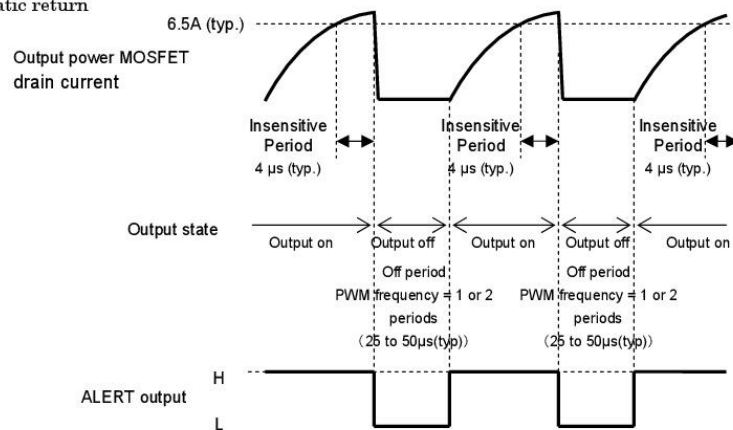 atic return
6.5A (typ.)
Output power MOSFET
drain current
Insensitive
Period
4 µs (typ.)
Insensitive
Period
4 µs (typ.)
Insensitive
Period
4 µs (typ.)
Output state
Output on
Output off
Output on
Output off
Output on
Off period
PWM frequency = 1 or 2
periods
（25 to 50µs(typ)）
Off period
PWM frequency = 1 or 2
periods
（25 to 50µs(typ)）
H
ALERT output
L